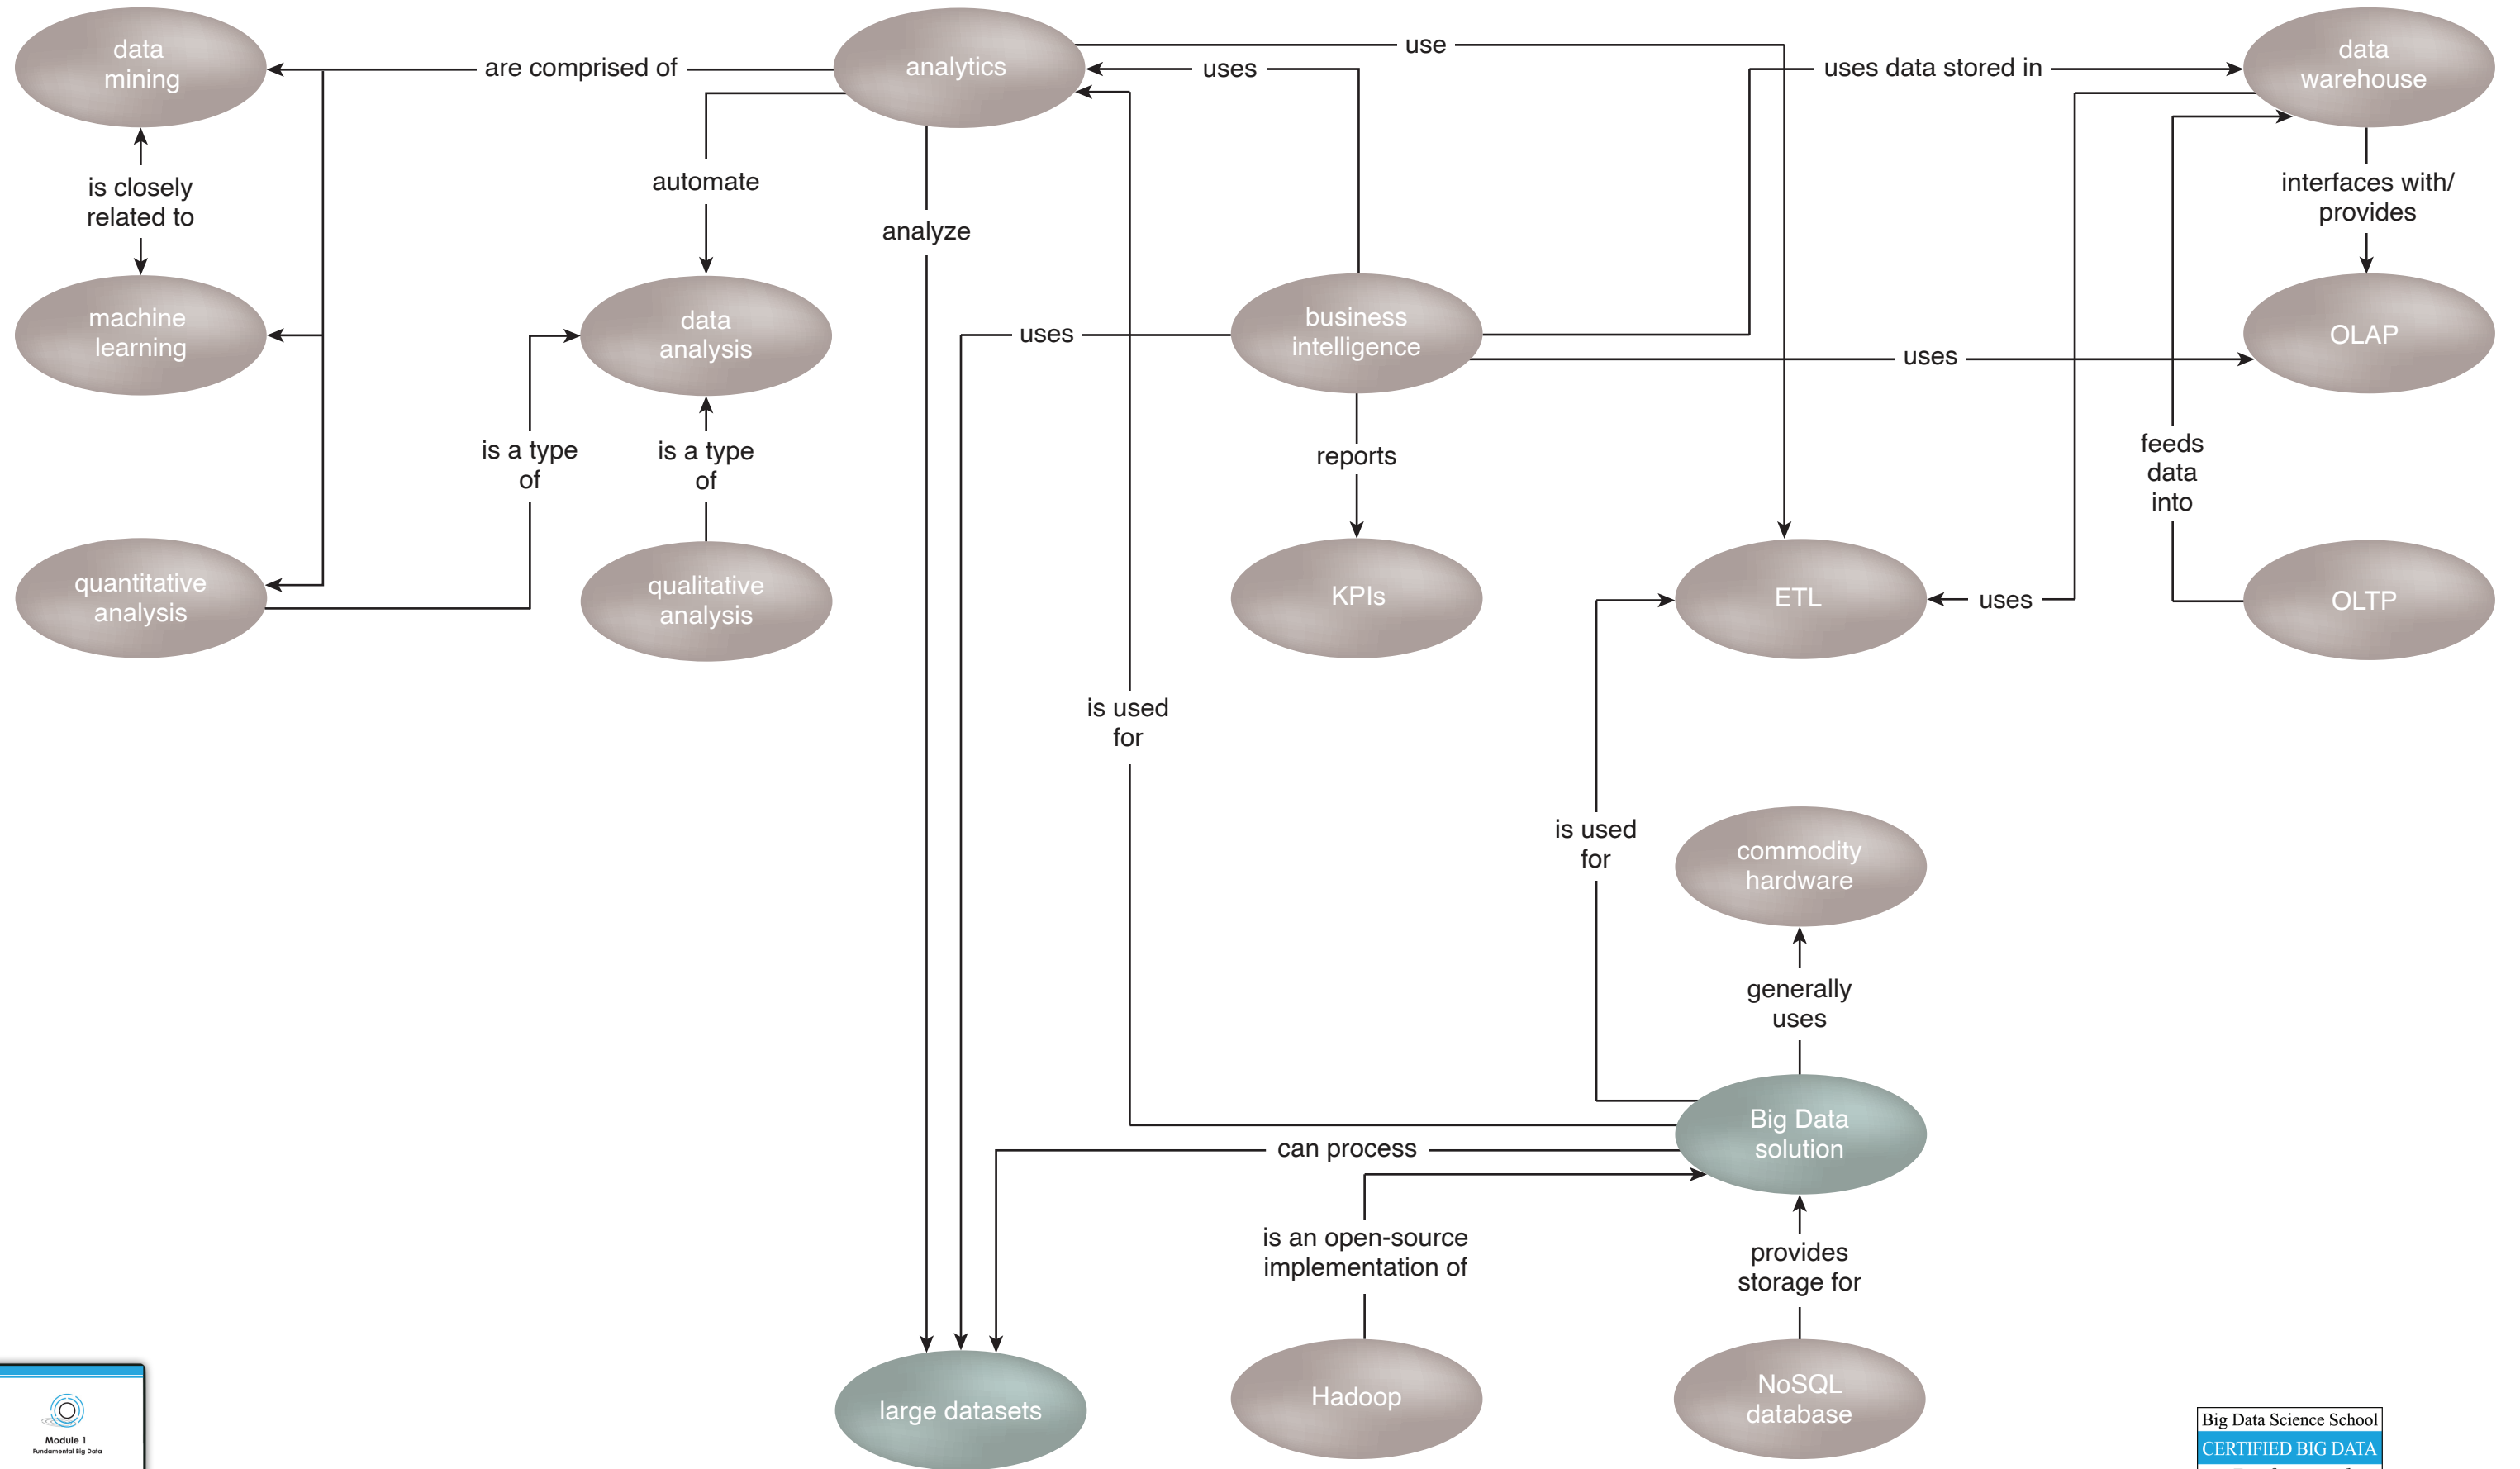 data
mining
are comprised of
analytics
use
uses
uses data stored in
data
warehouse
is closely
related to
automate
analyze
interfaces with/
provides
machine
learning
data
analysis
uses
business
intelligence
uses
OLAP
is a type
of
is a type
of
reports
feeds
data
into
quantitative
analysis
qualitative
analysis
KPIs
ETL
uses
OLTP
is used
for
is used
for
commodity
hardware
generally
uses
Big Data
solution
can process
is an open-source
implementation of
provides
storage for
large datasets
Hadoop
NoSQL
database
Module 1
Fundamental Big Data
Big Data Science School
CERTIFIED BIG DATA